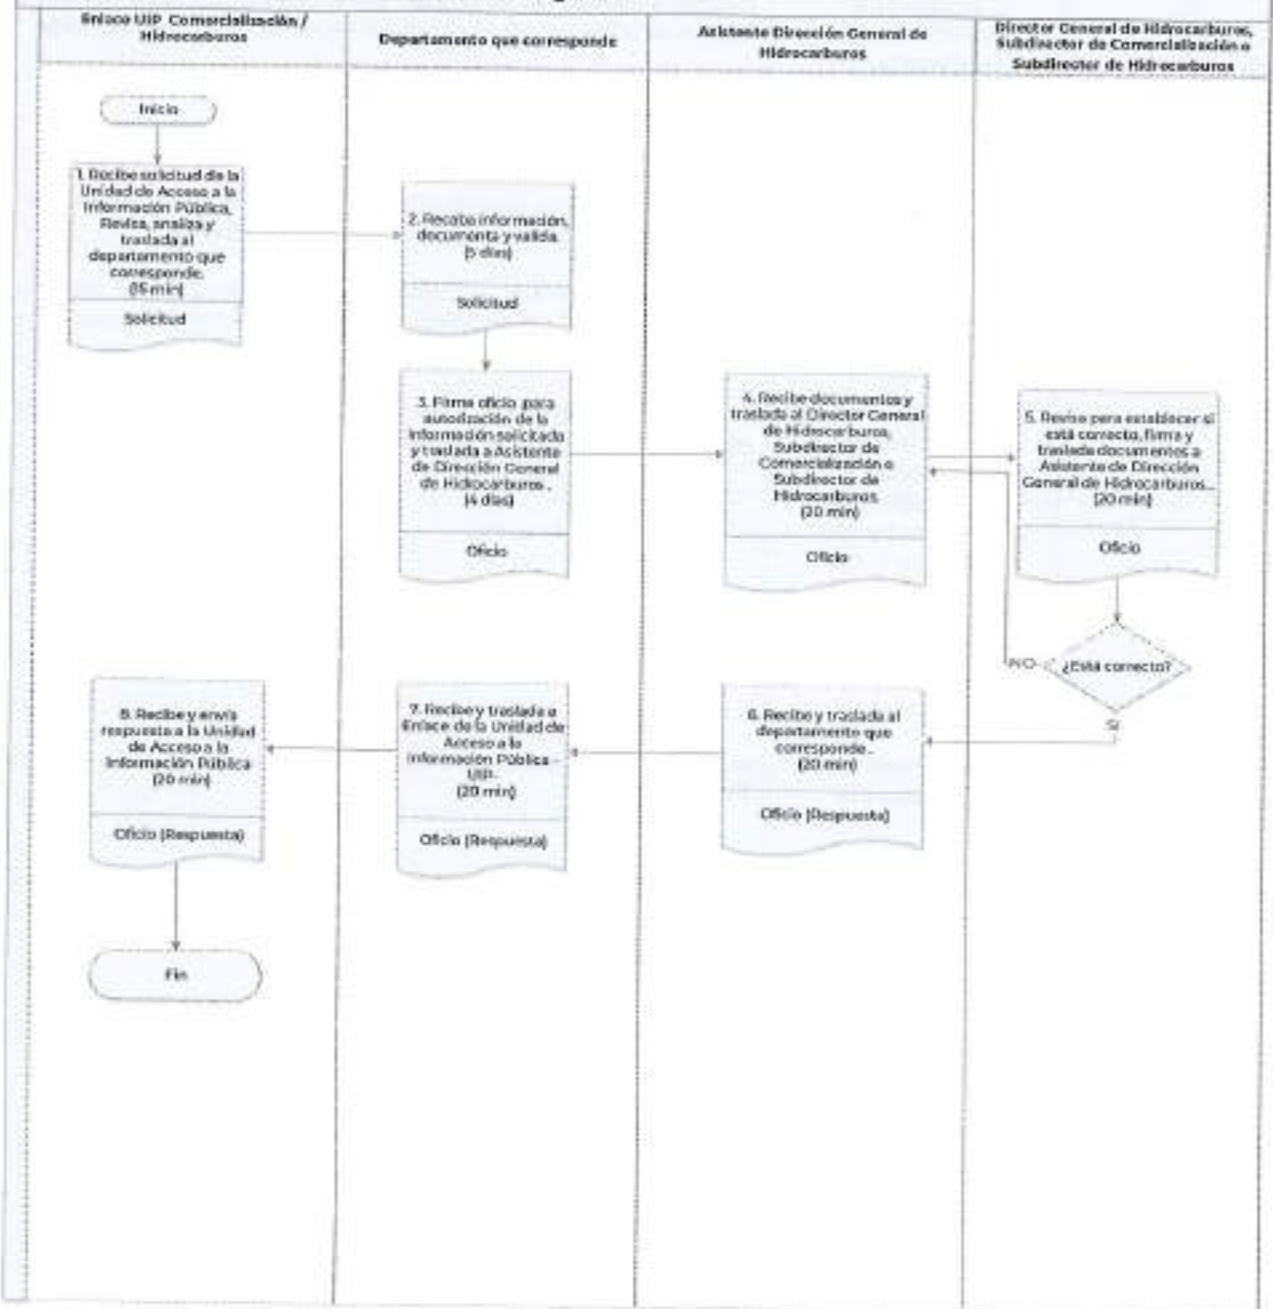 Enlace UIP Comercialización /
Hidrocarburos
Departamento que corresponde
Asistente Dirección General de
Hidrocarburos
Director General de Hidrocarburos,
Subdirector de Comercialización o
Subdirector de Hidrocarburos
Inicio
1. Recibe solicitud de la
Unidad de Acceso a la
Información Pública,
Revisa, analiza y
traslada al
departamento que
corresponde.
(15 min)
Solicitud
2. Recaba información,
documenta y valida.
(5 días)
Solicitud
3. Firma oficio para
autorización de la
información solicitada
y traslada a Asistente
de Dirección General
de Hidrocarburos .
(4 días)
Oficio
4. Recibe documentos y
traslada al Director General
de Hidrocarburos,
Subdirector de
Comercialización o
Subdirector de
Hidrocarburos
(20 min)
Oficio
5. Revisa para establecer si
está correcto, firma y
traslada documentos a
Asistente de Dirección
General de Hidrocarburos..
(20 min)
Oficio
¿Está correcto?
NO
SI
6. Recibe y traslada al
departamento que
corresponde .
(20 min)
Oficio (Respuesta)
7. Recibe y traslada a
Enlace de la Unidad de
Acceso a la
Información Pública -
UIP-
(20 min)
Oficio (Respuesta)
8. Recibe y envía
respuesta a la Unidad
de Acceso a la
Información Pública
(20 min)
Oficio (Respuesta)
Fin